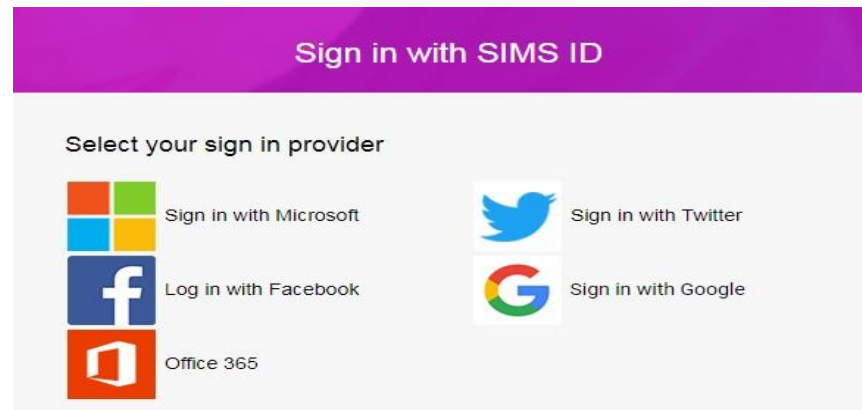 Sign in with SIMS ID
Select your sign in provider
Sign in with Microsoft
Sign in with Twitter
Log in with Facebook
Sign in with Google
Office 365